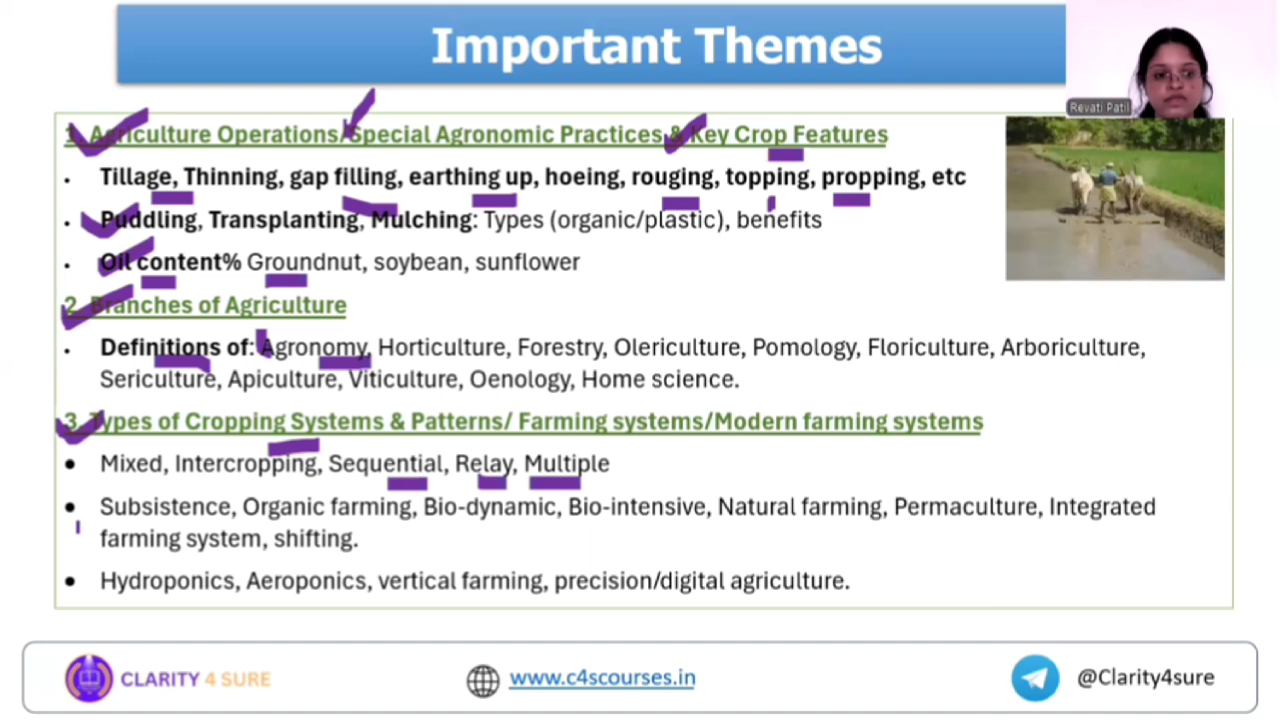 Important Themes
Revati Patil
1. Agriculture Operations/Special Agronomic Practices & Key Crop Features
• Tillage, Thinning, gap filling, earthing up, hoeing, rouging, topping, propping, etc
• Puddling, Transplanting, Mulching: Types (organic/plastic), benefits
• Oil content% Groundnut, soybean, sunflower
2. Branches of Agriculture
• Definitions of: Agronomy, Horticulture, Forestry, Olericulture, Pomology, Floriculture, Arboriculture,
Sericulture, Apiculture, Viticulture, Oenology, Home science.
3. Types of Cropping Systems & Patterns/ Farming systems/Modern farming systems
• Mixed, Intercropping, Sequential, Relay, Multiple
• Subsistence, Organic farming, Bio-dynamic, Bio-intensive, Natural farming, Permaculture, Integrated
farming system, shifting.
• Hydroponics, Aeroponics, vertical farming, precision/digital agriculture.
CLARITY 4 SURE
www.c4scourses.in
@Clarity4sure